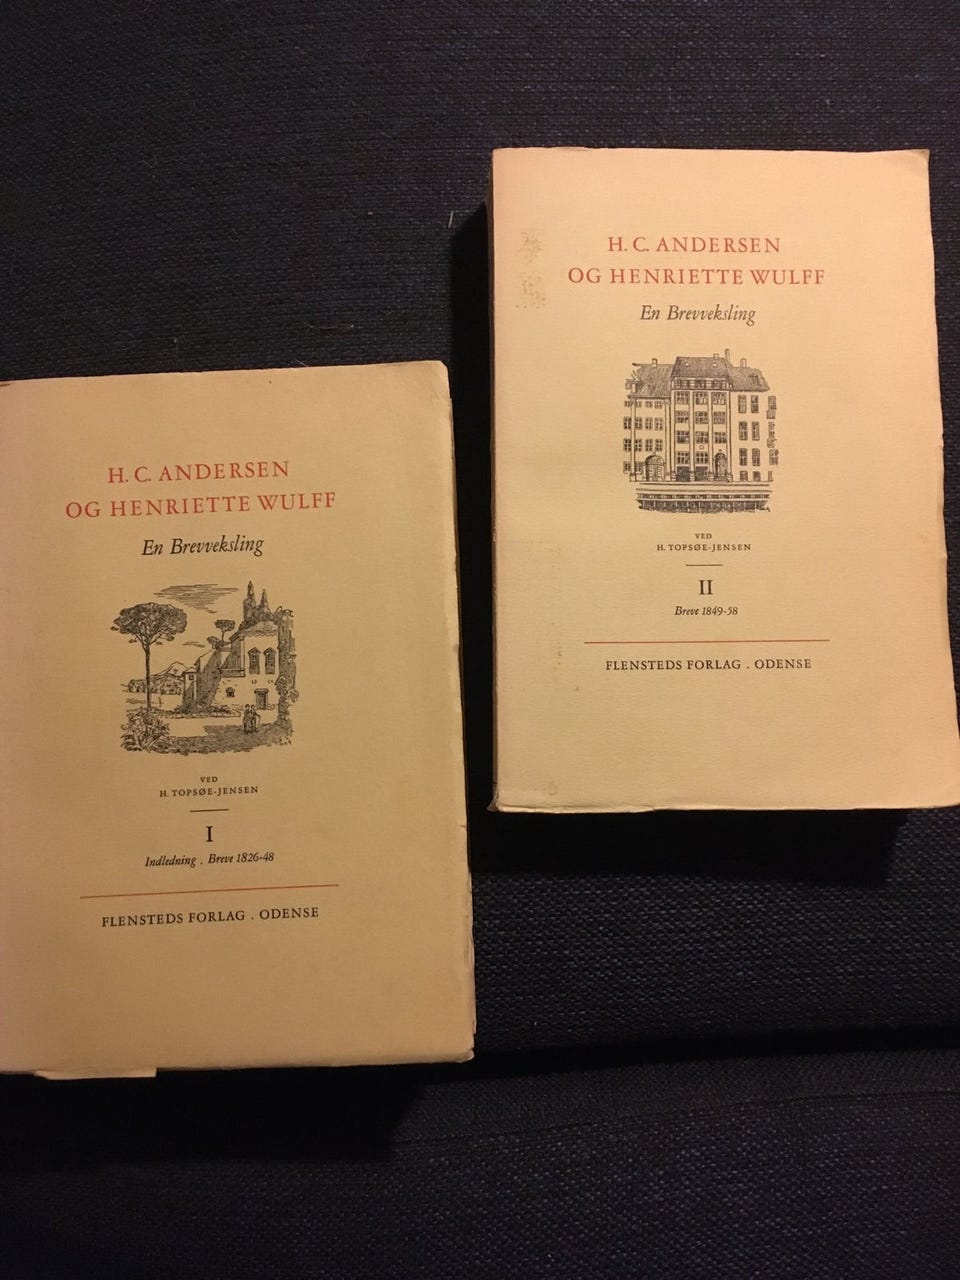 H. C. ANDERSEN
OG HENRIETTE WULFF
En Brevveksling
VED
H. TOPSØE-JENSEN
I
Indledning . Breve 1826-48
FLENSTEDS FORLAG . ODENSE
H. C. ANDERSEN
OG HENRIETTE WULFF
En Brevveksling
VED
H. TOPSØE-JENSEN
II
Breve 1849-58
FLENSTEDS FORLAG . ODENSE